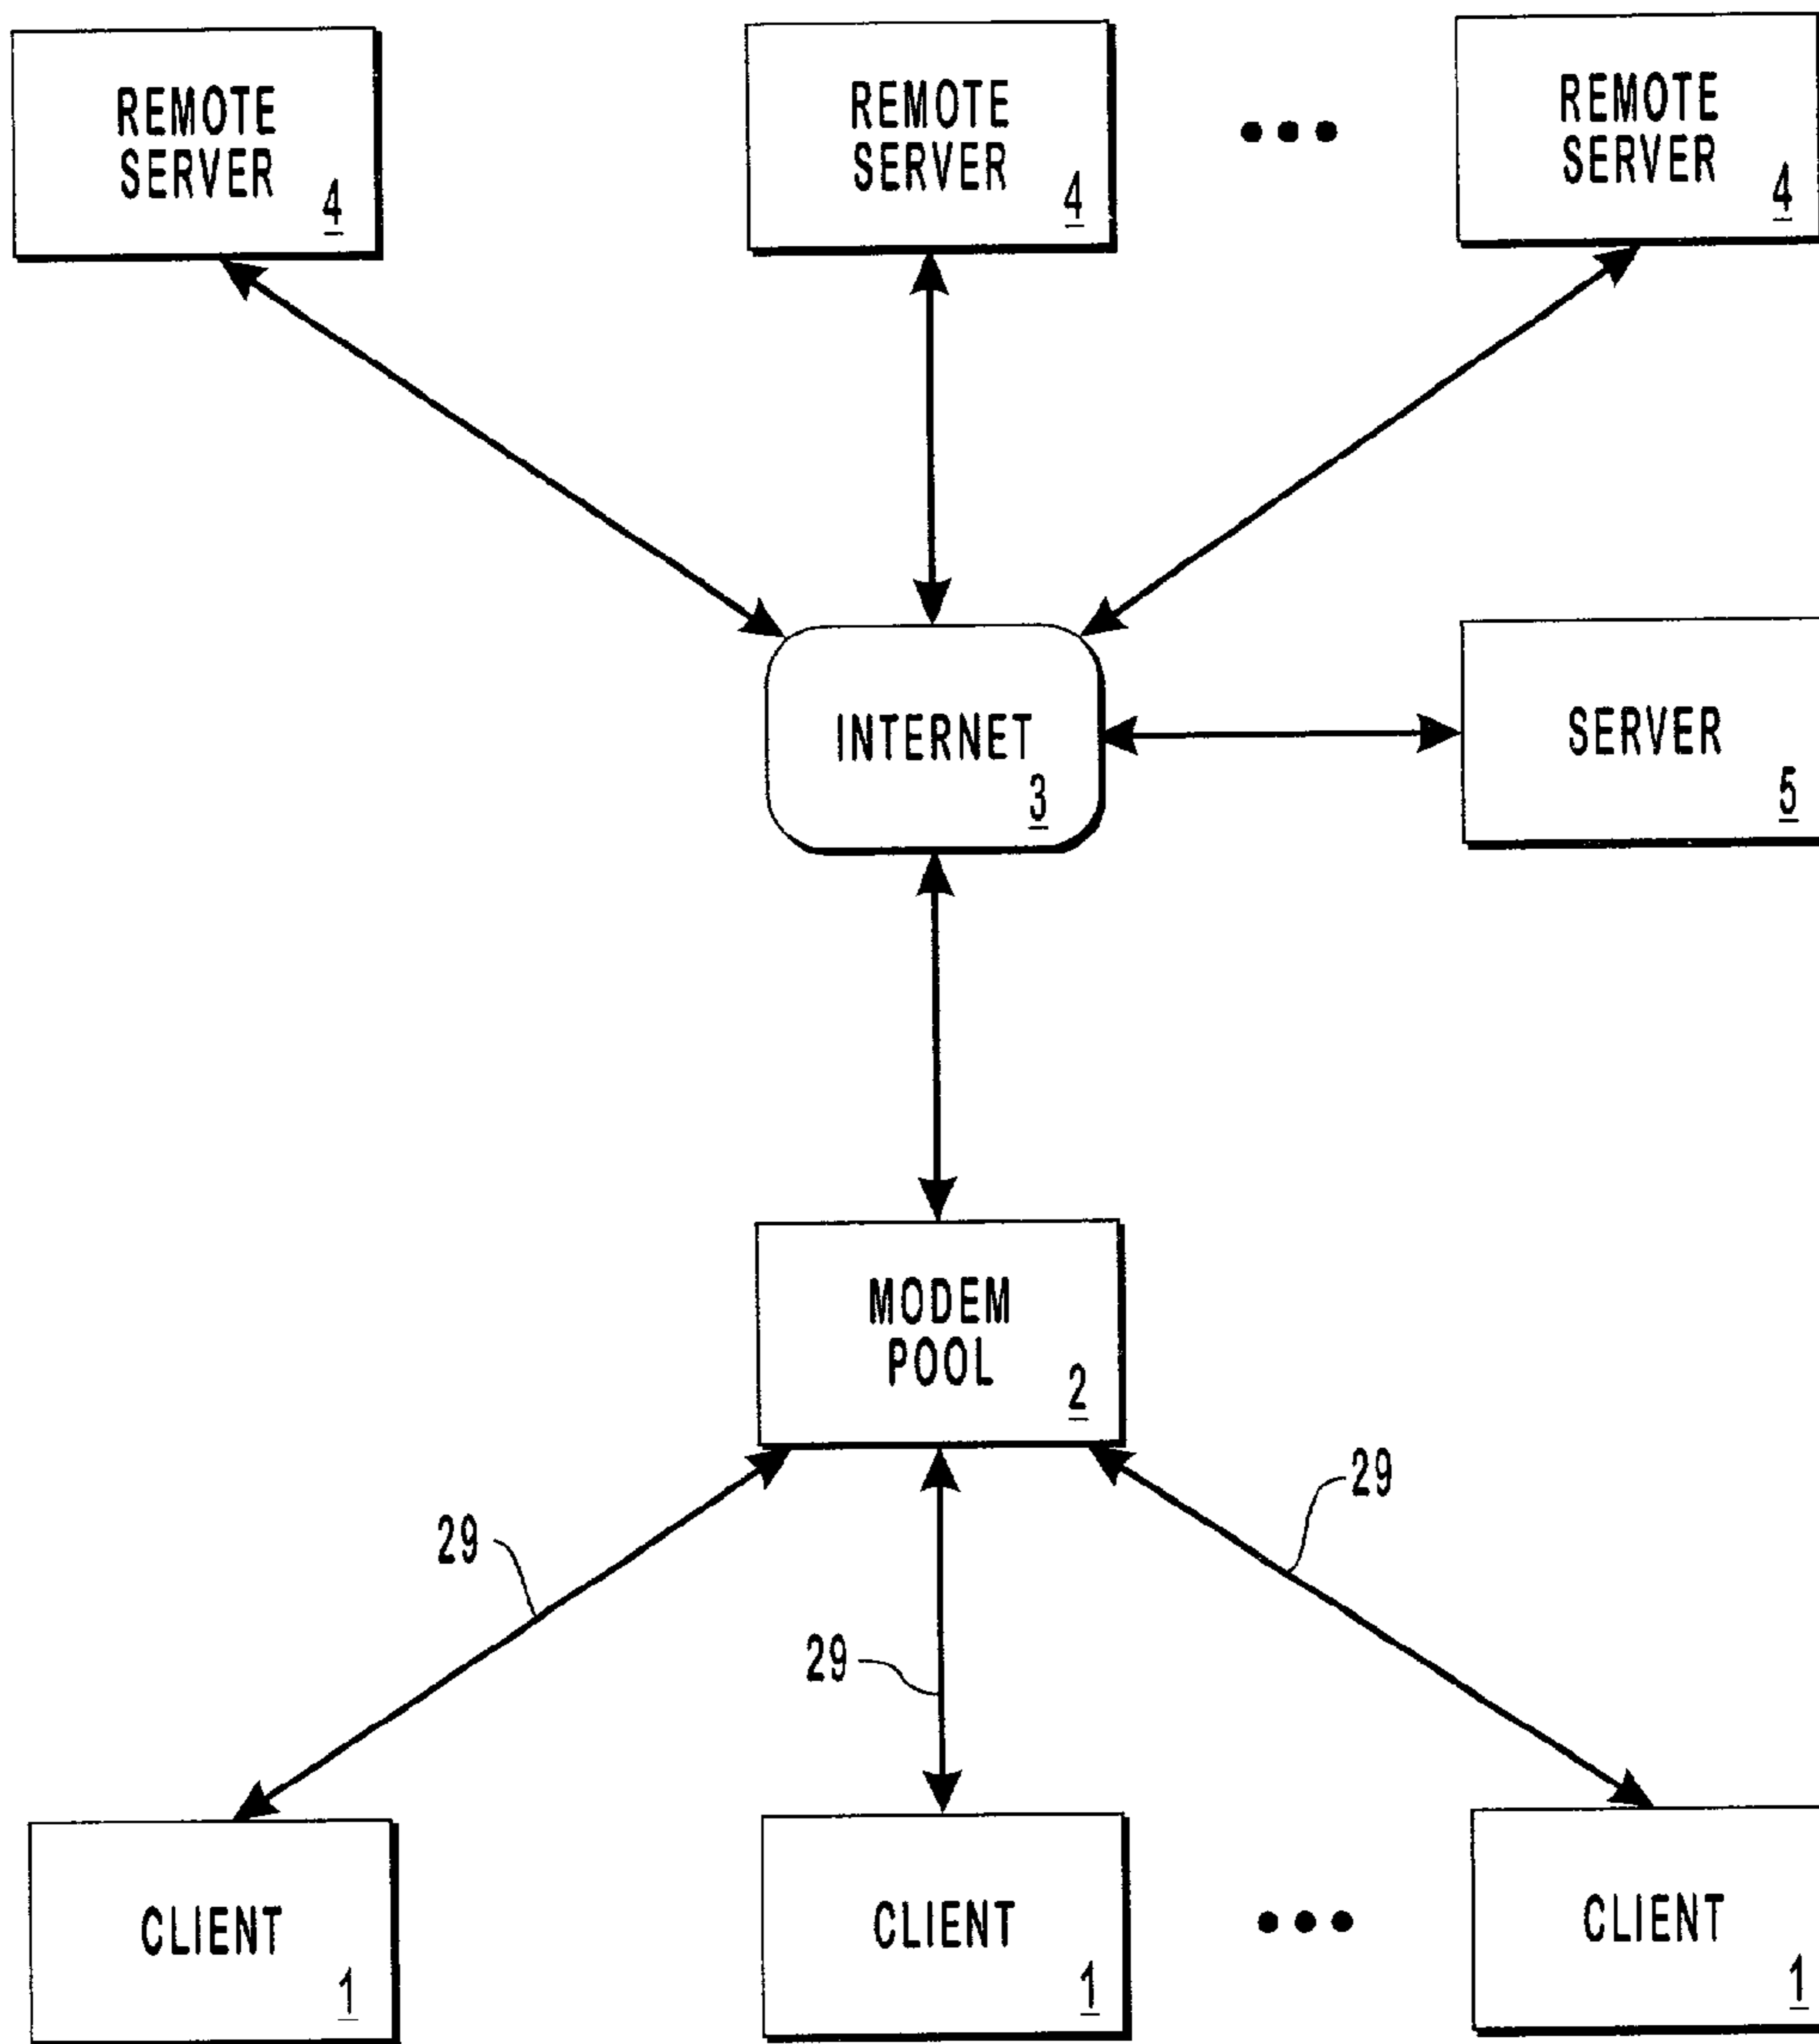 REMOTE
SERVER
4
REMOTE
SERVER
4
REMOTE
SERVER
4
INTERNET
3
SERVER
5
MODEM
POOL
2
29
29
29
CLIENT
1
CLIENT
1
CLIENT
1